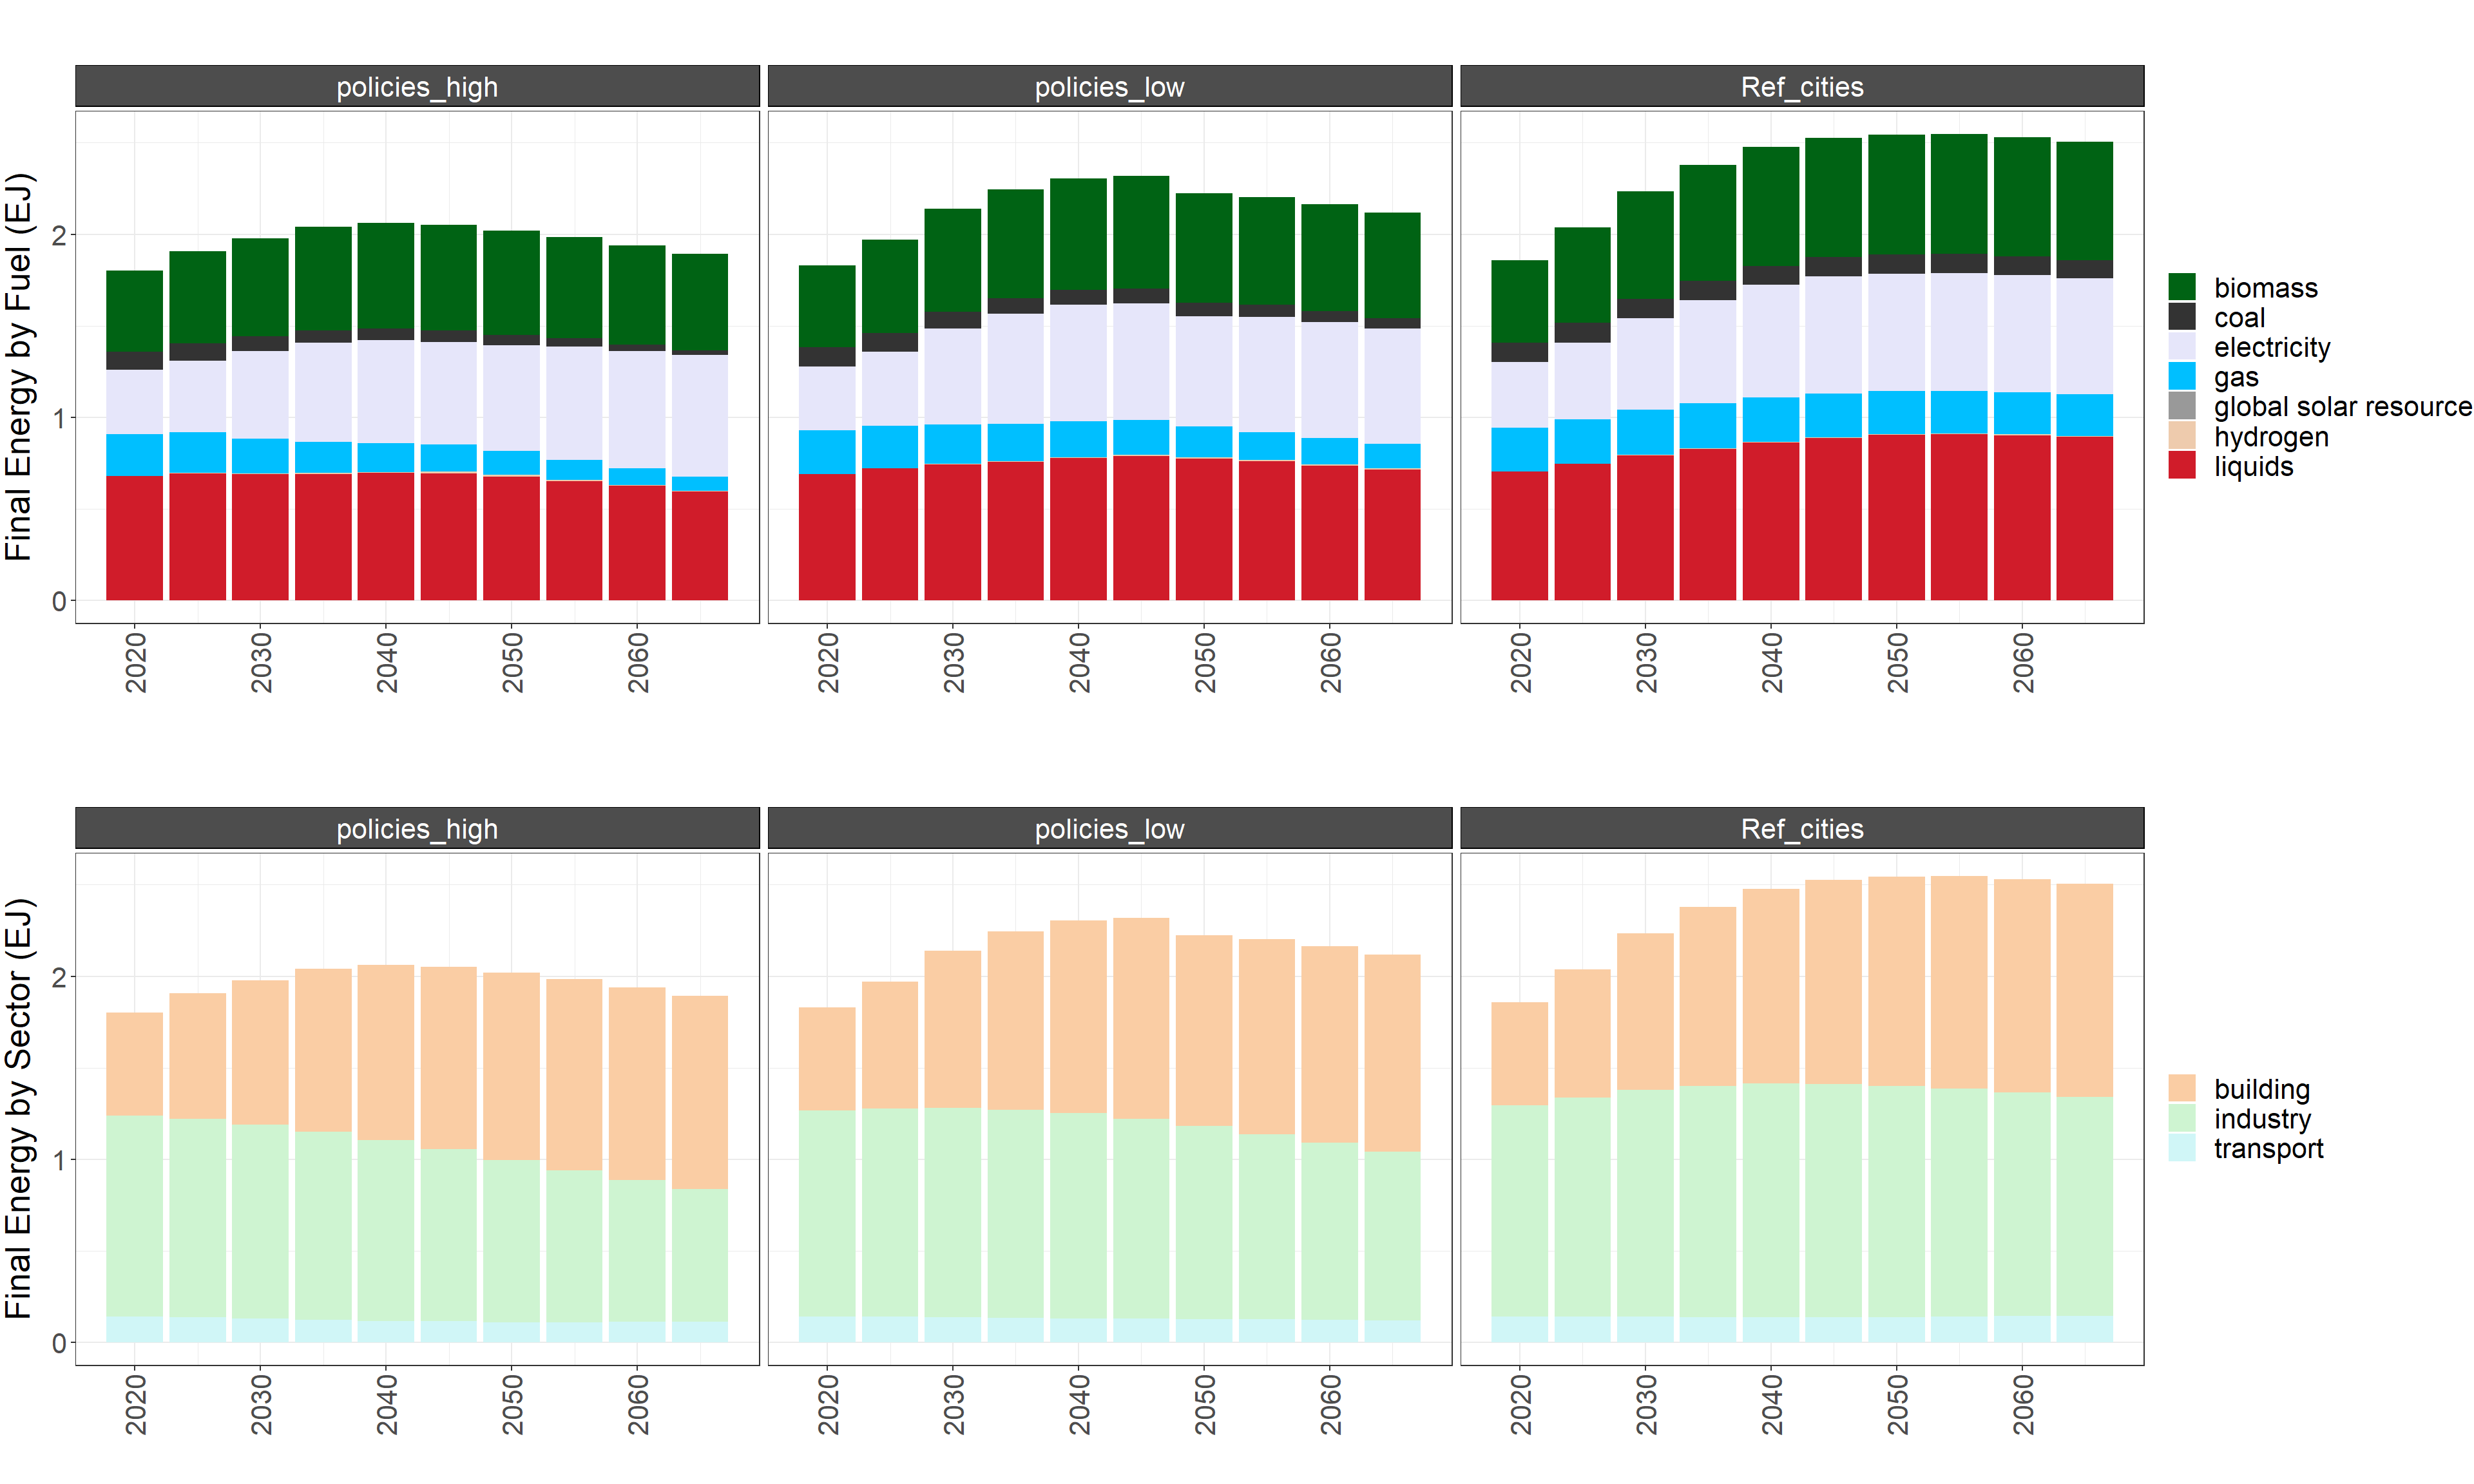 policies_high policies_low Ref_cities
Final Energy by Fuel (EJ)
2
1
0
2020 2030 2040 2050 2060 2020 2030 2040 2050 2060 2020 2030 2040 2050 2060
biomass
coal
electricity
gas
global solar resource
hydrogen
liquids
policies_high policies_low Ref_cities
Final Energy by Sector (EJ)
2
1
0
2020 2030 2040 2050 2060 2020 2030 2040 2050 2060 2020 2030 2040 2050 2060
building
industry
transport